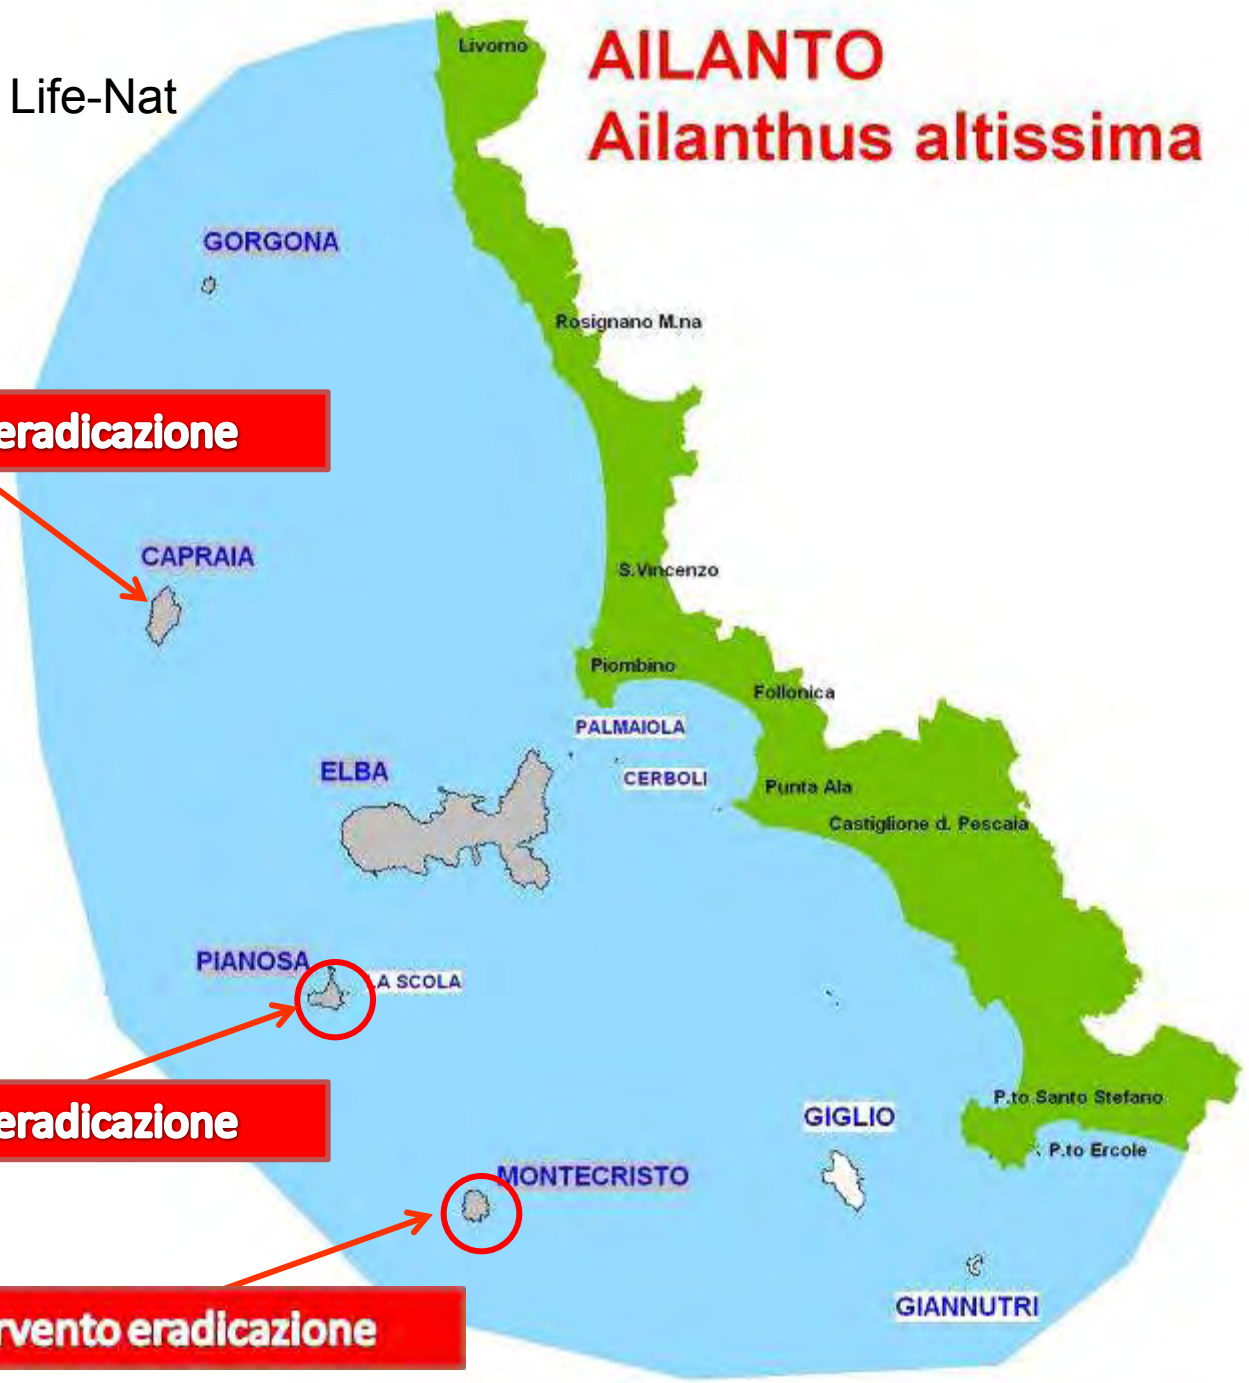 Livorno
AILANTO
Ailanthus altissima
Life-Nat
GORGONA
Rosignano M.na
eradicazione
CAPRAIA
S.Vincenzo
Piombino
Follonica
PALMAIOLA
ELBA
CERBOLI
Punta Ala
Castiglione d. Pescaia
PIANOSA
LA SCOLA
P.to Santo Stefano
eradicazione
GIGLIO
P.to Ercole
MONTECRISTO
GIANNUTRI
rvento eradicazione